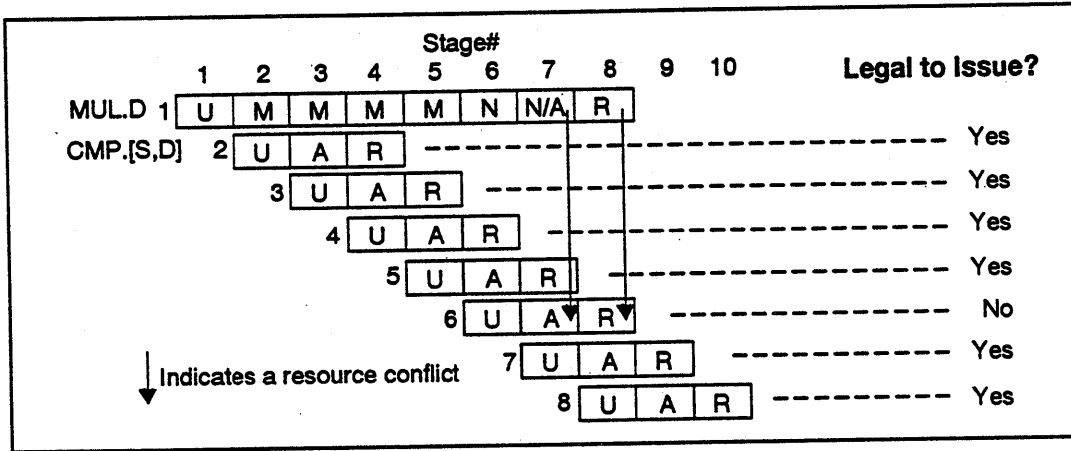 Stage#
1 2 3 4 5 6 7 8 9 10 Legal to Issue?
MUL.D 1 U M M M M N N/A R
CMP.[S,D] 2 U A R Yes
3 U A R Yes
4 U A R Yes
5 U A R Yes
6 U A R No
7 U A R Yes
Indicates a resource conflict
8 U A R Yes